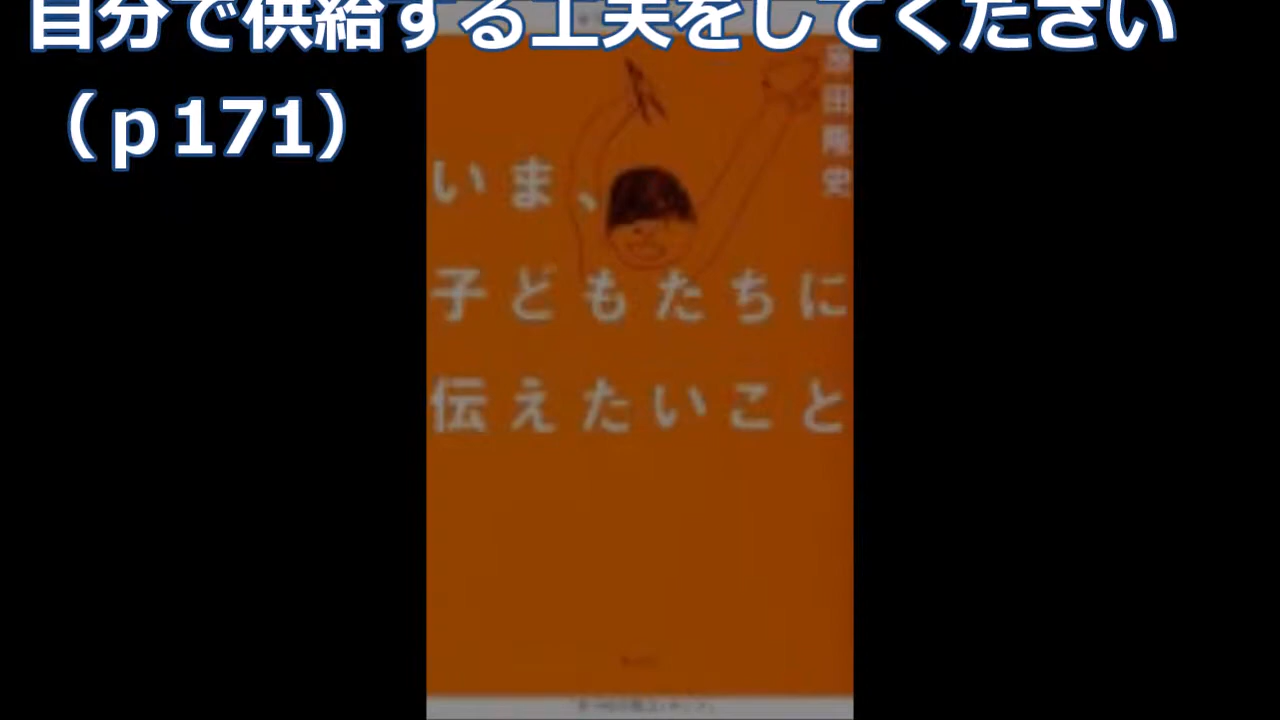 自分で供給する工夫をしてください
（ｐ171）
いま、
子どもたちに
伝えたいこと